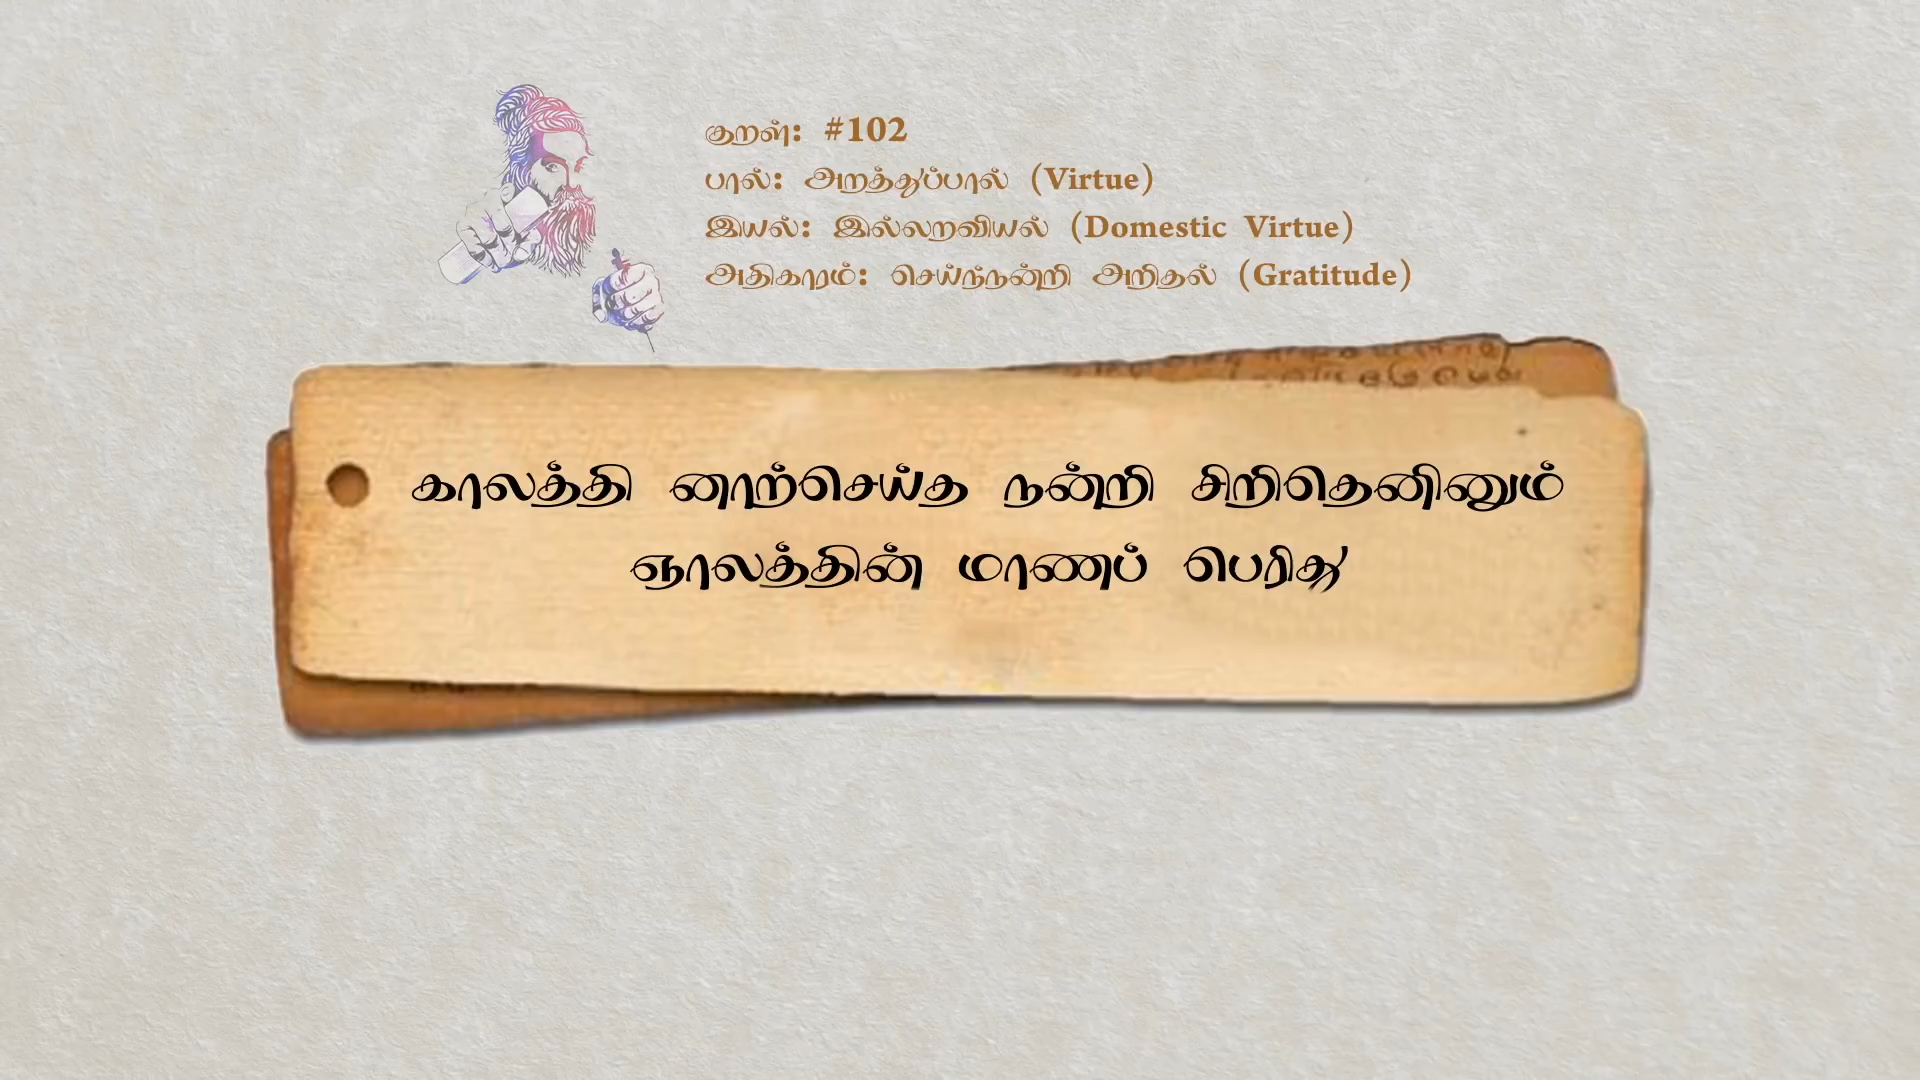 குறள்: #102
பால்: அறத்துப்பால் (Virtue)
இயல்: இல்லறவியல் (Domestic Virtue)
அதிகாரம்: செய்ந்நன்றி அறிதல் (Gratitude)
காலத்தி னாற்செய்த நன்றி சிறிதெனினும்
ஞாலத்தின் மாணப் பெரிது